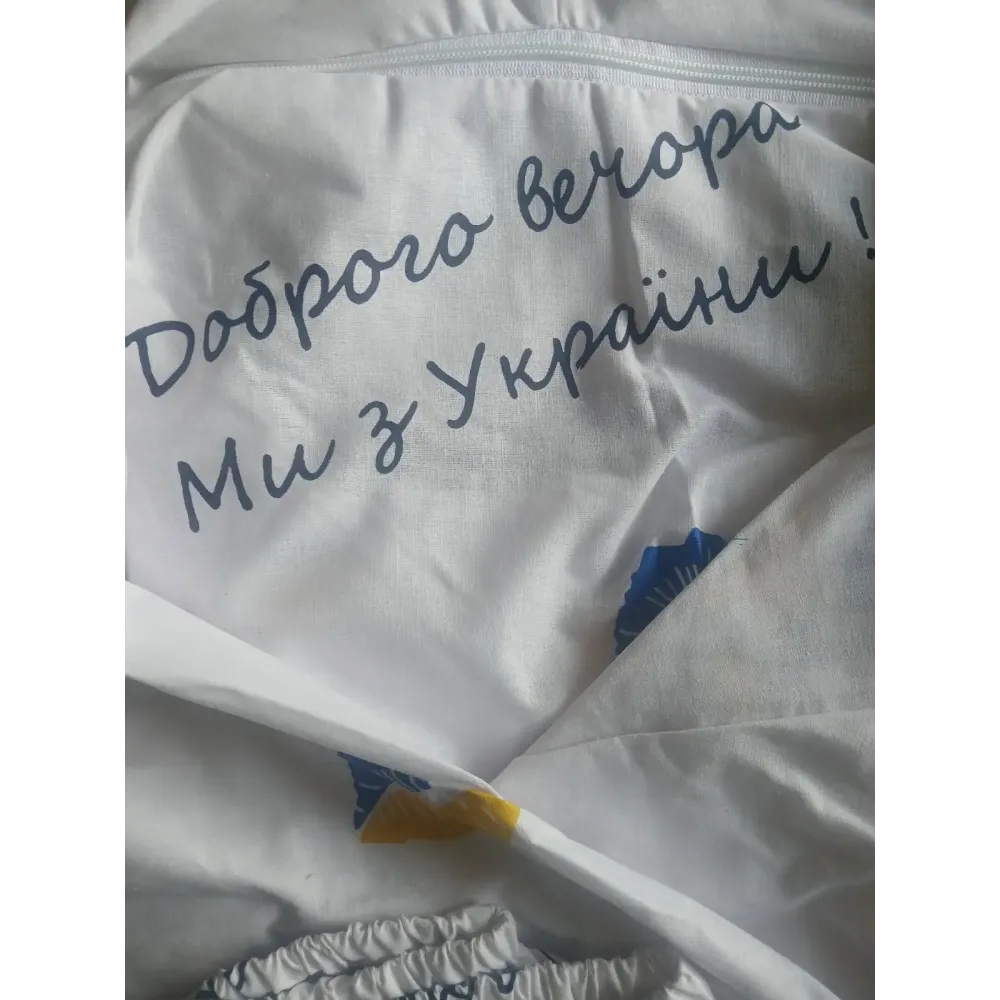 Доброго вечора
Ми з України !